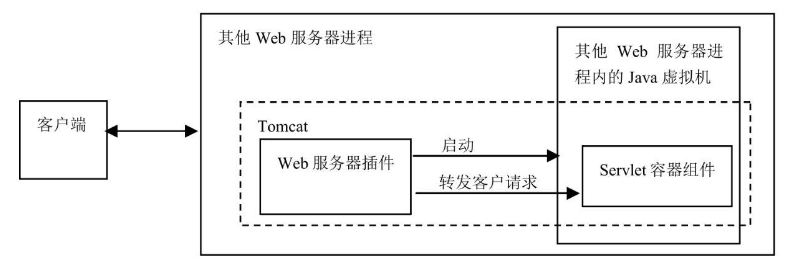 其他 Web 服务器进程
其他 Web 服务器进
程内的 Java 虚拟机
客户端
Tomcat
Web 服务器插件
启动
转发客户请求
Servlet 容器组件